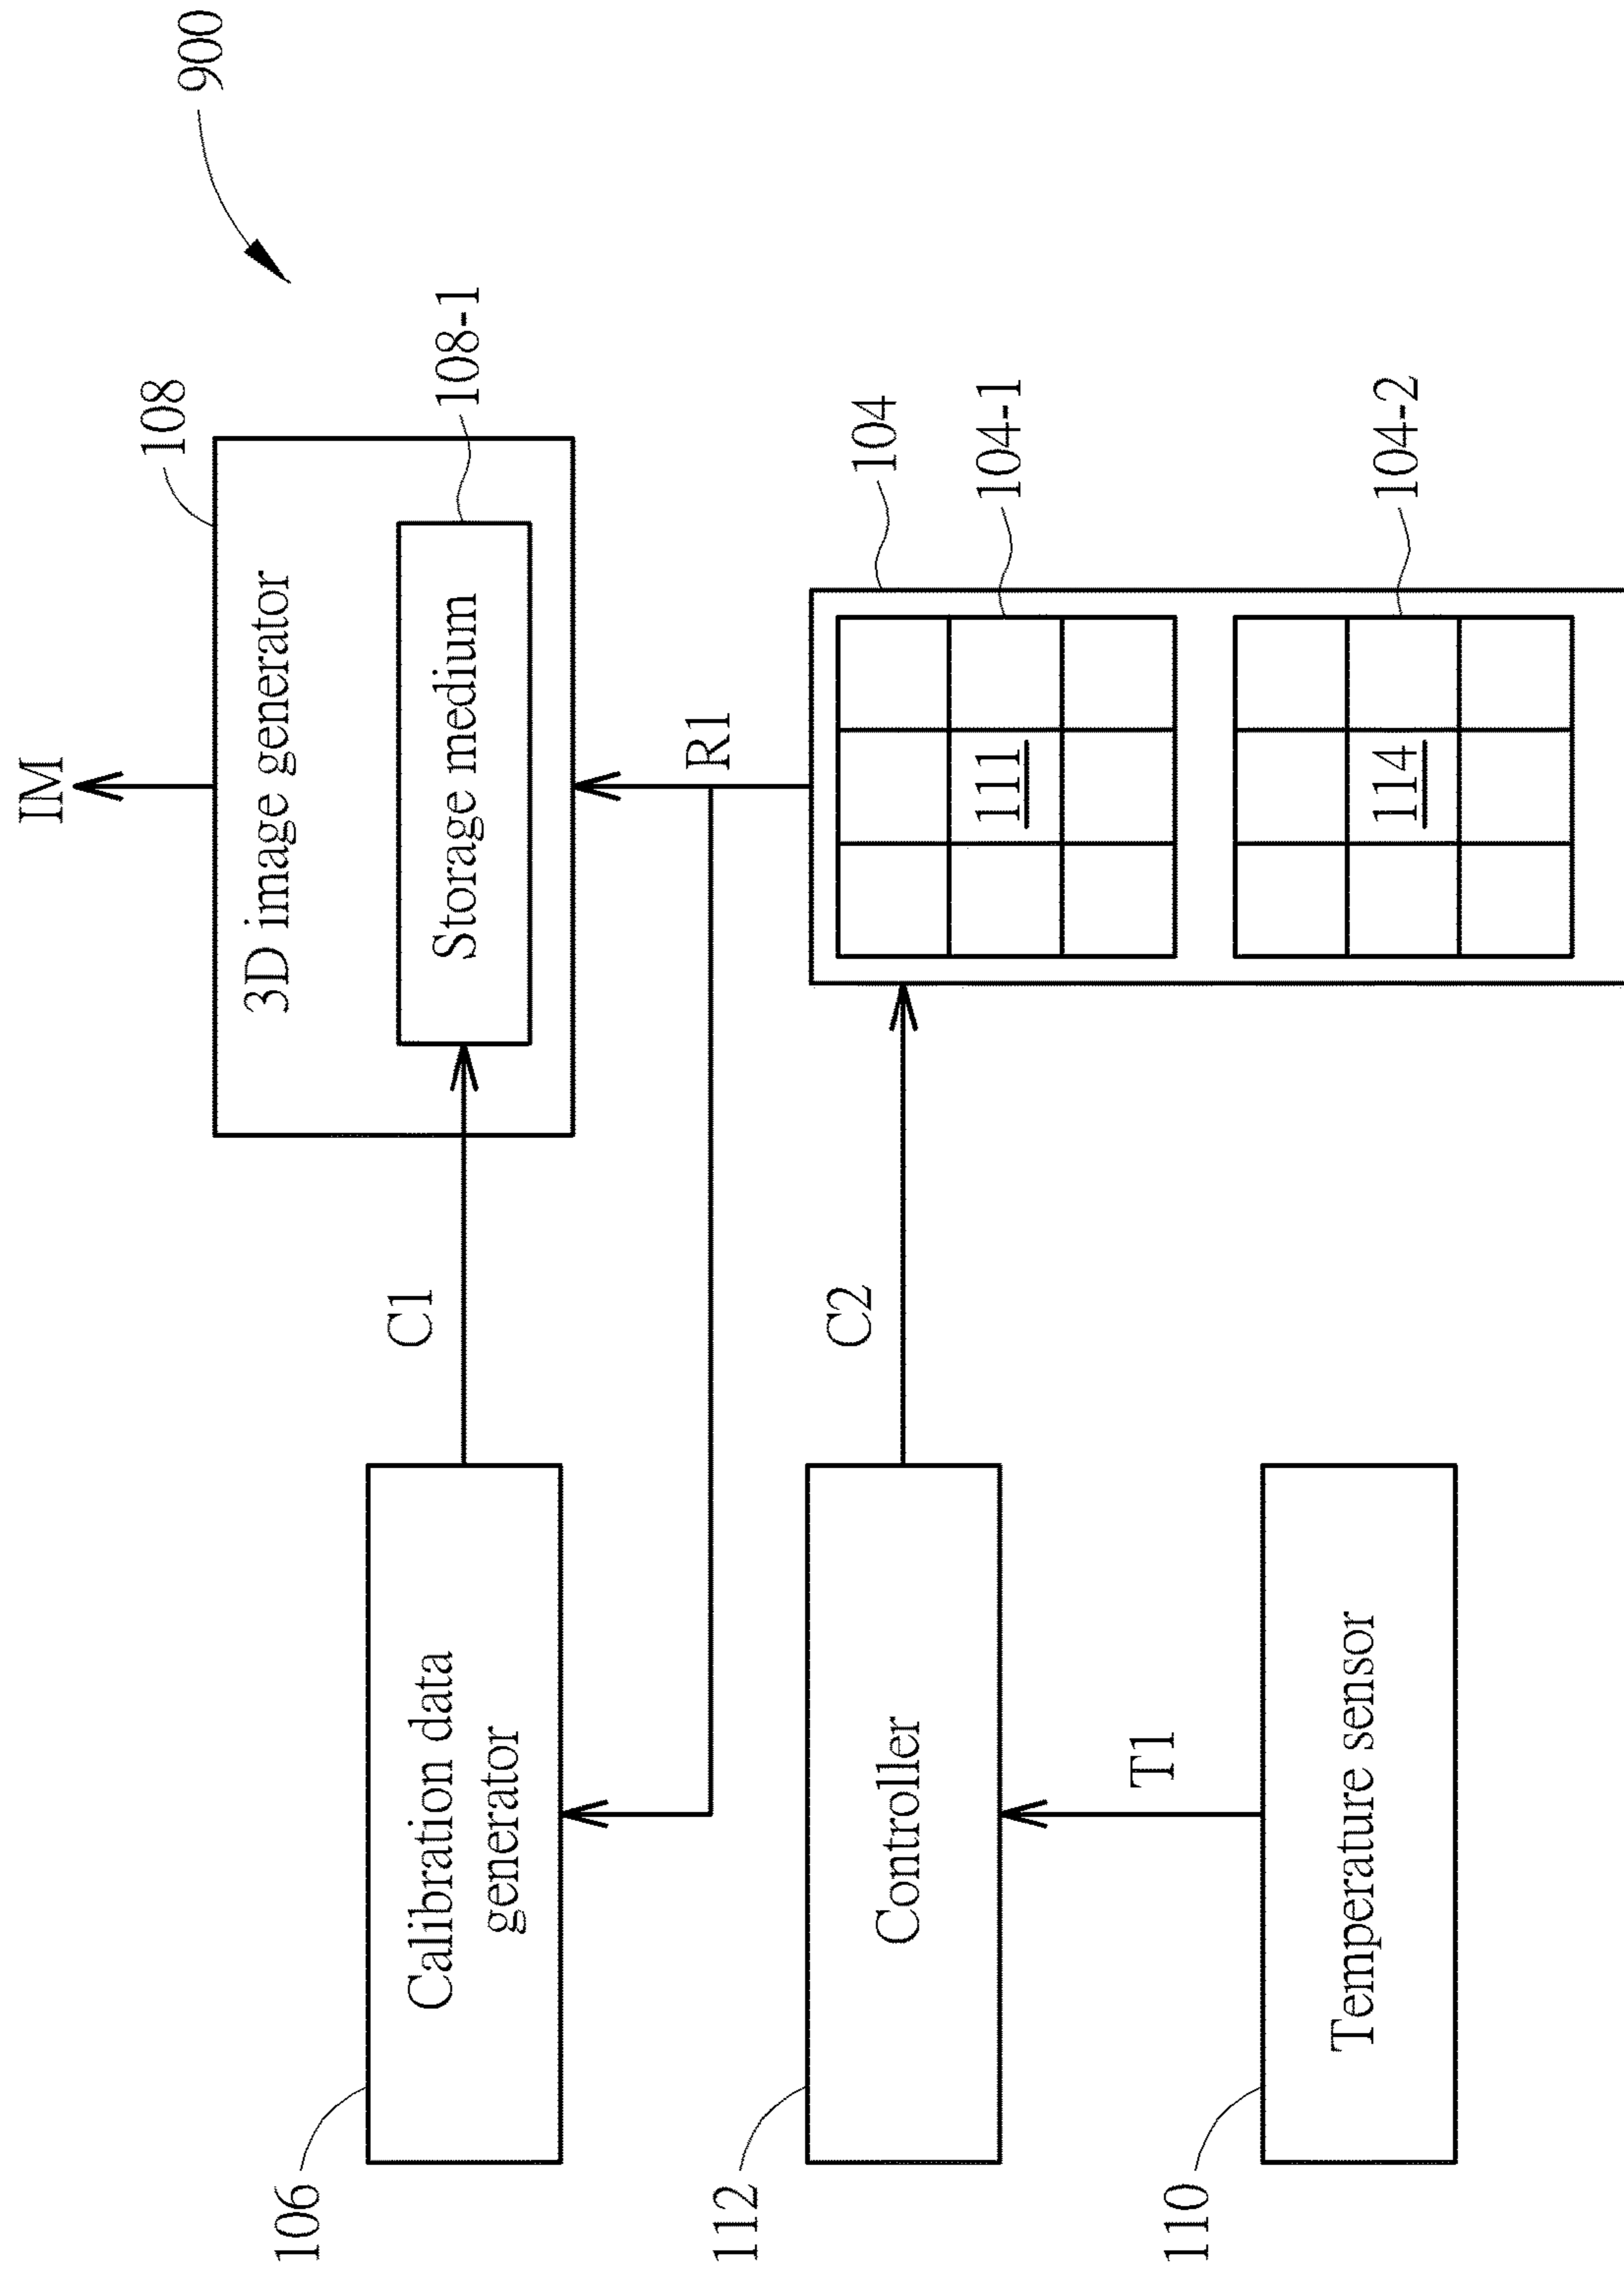 IM
900
108
3D image generator
Storage medium
108-1
C1
R1
106
Calibration data
generator
104
104-1
111
104-2
114
C2
112
Controller
T1
110
Temperature sensor